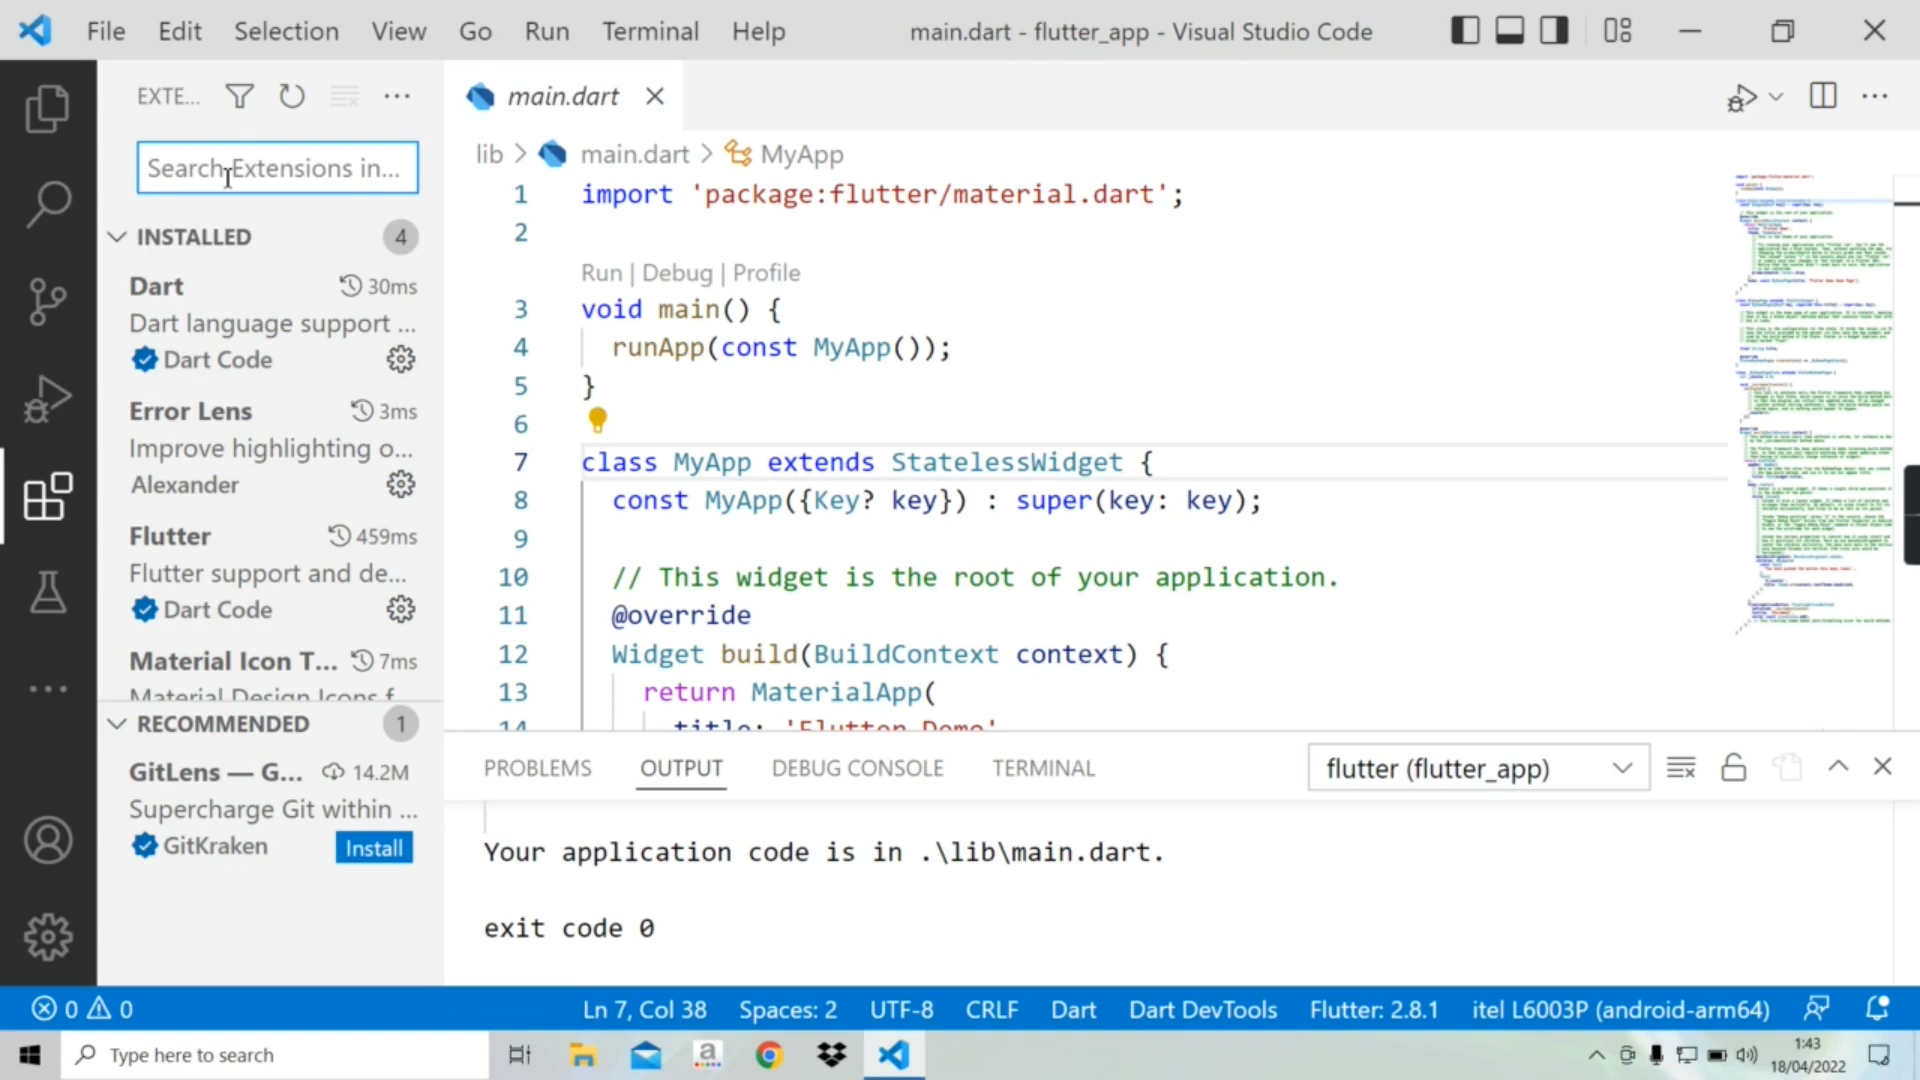 File Edit Selection View Go Run Terminal Help
main.dart - flutter_app - Visual Studio Code
EXTE...
Search Extensions in...
INSTALLED 4
Dart 30ms
Dart language support ...
Dart Code
Error Lens 3ms
Improve highlighting o...
Alexander
Flutter 459ms
Flutter support and de...
Dart Code
Material Icon T... 7ms
Material Design Icons f
RECOMMENDED 1
GitLens — G... 14.2M
Supercharge Git within ...
GitKraken Install
main.dart
lib > main.dart > MyApp
1 import 'package:flutter/material.dart';
2
Run | Debug | Profile
3 void main() {
4 runApp(const MyApp());
5 }
6
7 class MyApp extends StatelessWidget {
8 const MyApp({Key? key}) : super(key: key);
9
10 // This widget is the root of your application.
11 @override
12 Widget build(BuildContext context) {
13 return MaterialApp(
14 title: 'Flutter Demo'
PROBLEMS OUTPUT DEBUG CONSOLE TERMINAL
flutter (flutter_app)
Your application code is in .\lib\main.dart.
exit code 0
0 0
Ln 7, Col 38 Spaces: 2 UTF-8 CRLF Dart Dart DevTools Flutter: 2.8.1 itel L6003P (android-arm64)
Type here to search
a
1:43
18/04/2022